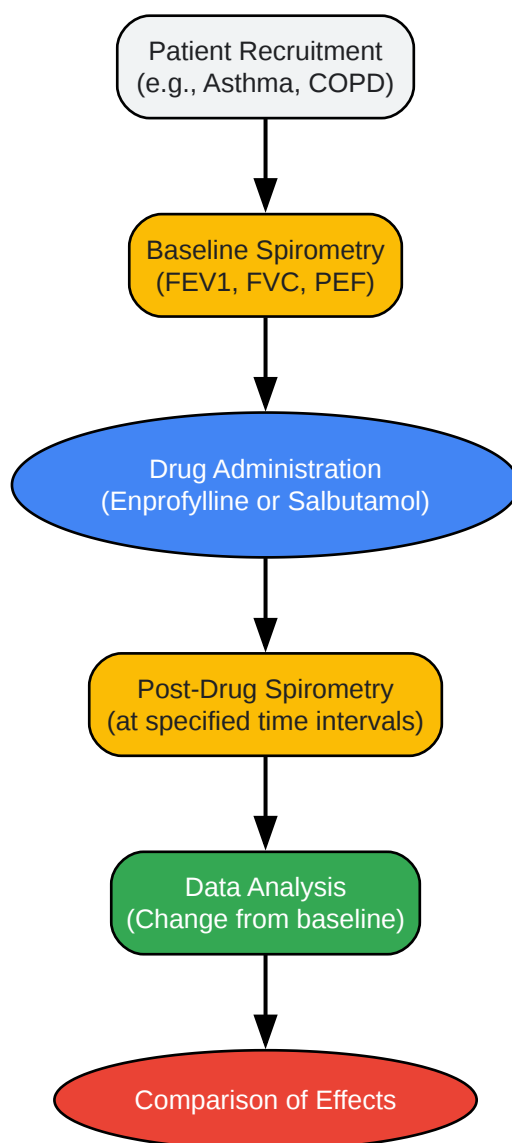 Patient Recruitment
(e.g., Asthma, COPD)
Baseline Spirometry
(FEV1, FVC, PEF)
Drug Administration
(Enprofylline or Salbutamol)
Post-Drug Spirometry
(at specified time intervals)
Data Analysis
(Change from baseline)
Comparison of Effects